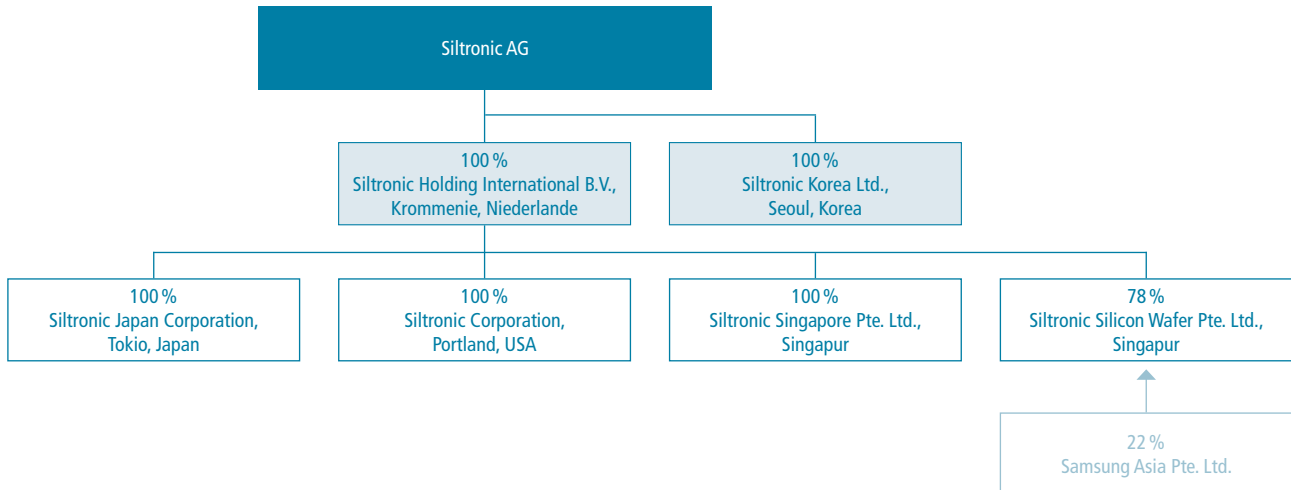 Siltronic AG
100 %
Siltronic Holding International B.V.,
Krommenie, Niederlande
100 %
Siltronic Korea Ltd.,
Seoul, Korea
100 %
Siltronic Japan Corporation,
Tokio, Japan
100 %
Siltronic Corporation,
Portland, USA
100 %
Siltronic Singapore Pte. Ltd.,
Singapur
78 %
Siltronic Silicon Wafer Pte. Ltd.,
Singapur
22 %
Samsung Asia Pte. Ltd.